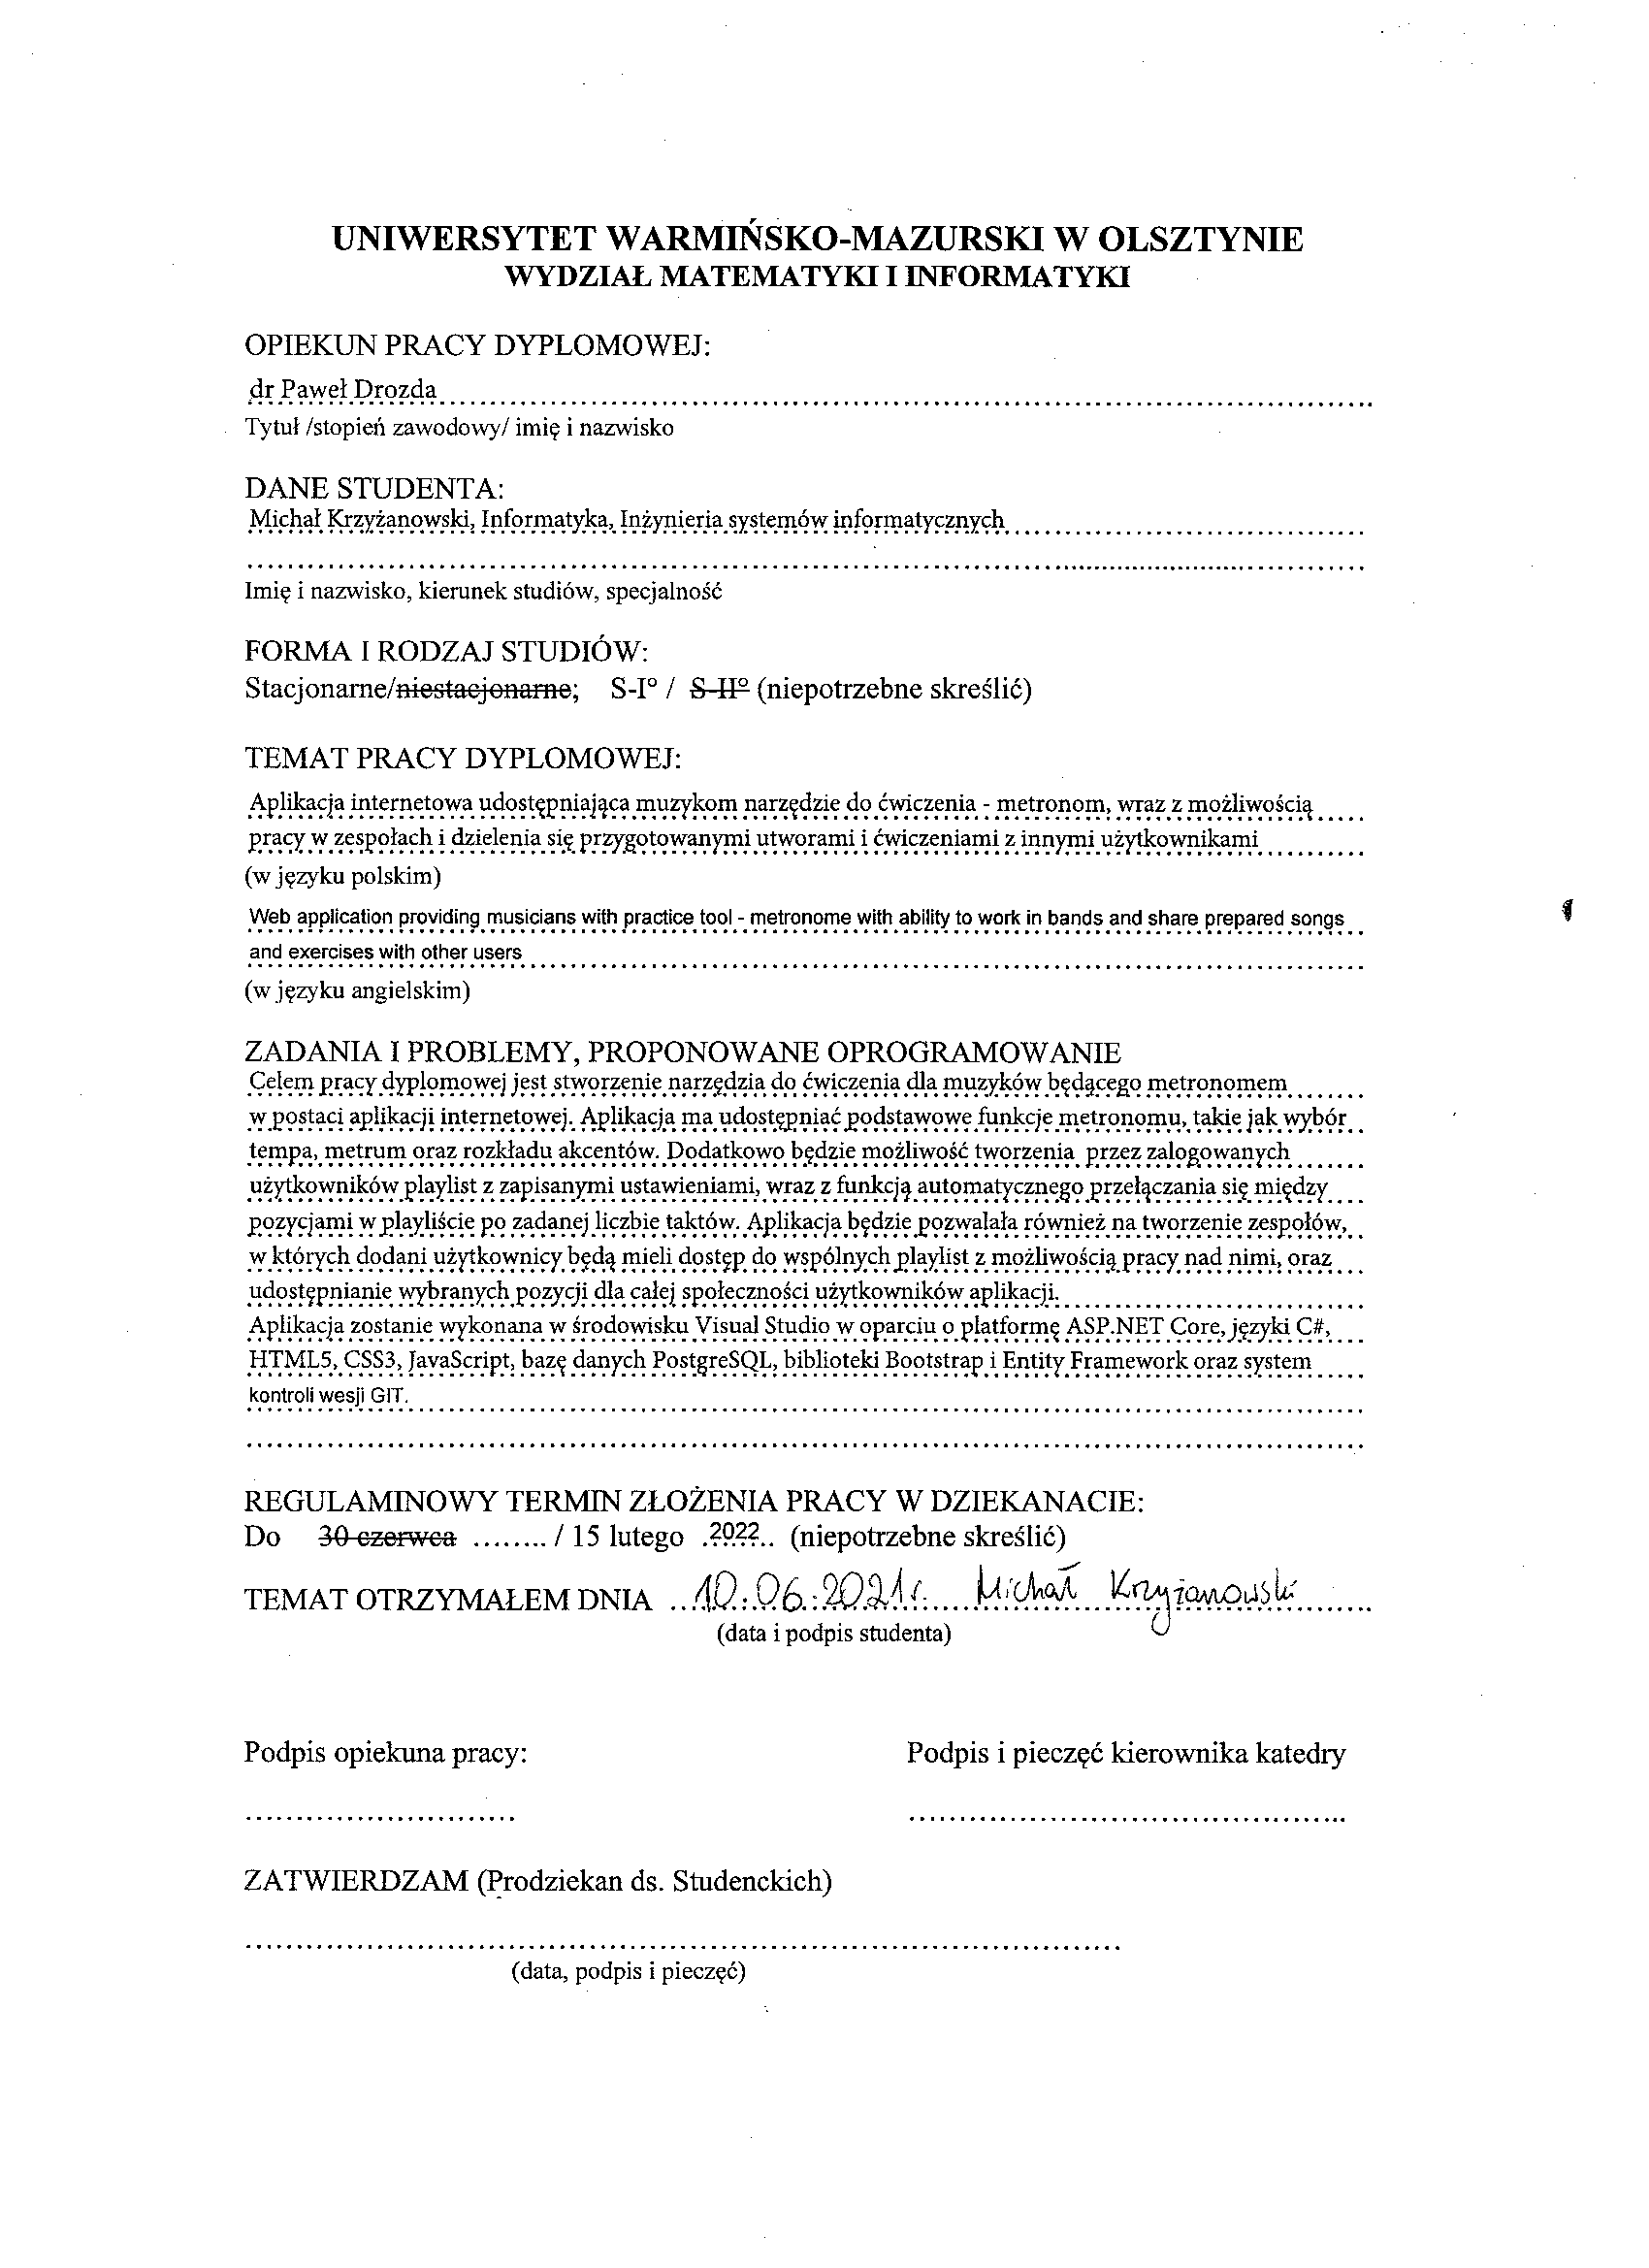 UNIWERSYTET WARMIŃSKO-MAZURSKI W OLSZTYNIE
WYDZIAŁ MATEMATYKI I INFORMATYKI
OPIEKUN PRACY DYPLOMOWEJ:
dr Paweł Drozda
Tytuł /stopień zawodowy/ imię i nazwisko
DANE STUDENTA:
Michał Krzyżanowski, Informatyka, Inżynieria systemów informatycznych
Imię i nazwisko, kierunek studiów, specjalność
FORMA I RODZAJ STUDIÓW:
Stacjonarne/niestacjonarne; S-I° / S-II° (niepotrzebne skreślić)
TEMAT PRACY DYPLOMOWEJ:
Aplikacja internetowa udostępniająca muzykom narzędzie do ćwiczenia - metronom, wraz z możliwością
pracy w zespołach i dzielenia się przygotowanymi utworami i ćwiczeniami z innymi użytkownikami
(w języku polskim)
Web application providing musicians with practice tool - metronome with ability to work in bands and share prepared songs
and exercises with other users
(w języku angielskim)
ZADANIA I PROBLEMY, PROPONOWANE OPROGRAMOWANIE
Celem pracy dyplomowej jest stworzenie narzędzia do ćwiczenia dla muzyków będącego metronomem
w postaci aplikacji internetowej. Aplikacja ma udostępniać podstawowe funkcje metronomu, takie jak wybór
tempa, metrum oraz rozkładu akcentów. Dodatkowo będzie możliwość tworzenia przez zalogowanych
użytkowników playlist z zapisanymi ustawieniami, wraz z funkcją automatycznego przełączania się między
pozycjami w playliście po zadanej liczbie taktów. Aplikacja będzie pozwalała również na tworzenie zespołów,
w których dodani użytkownicy będą mieli dostęp do wspólnych playlist z możliwością pracy nad nimi, oraz
udostępnianie wybranych pozycji dla całej społeczności użytkowników aplikacji.
Aplikacja zostanie wykonana w środowisku Visual Studio w oparciu o platformę ASP.NET Core, języki C#,
HTML5, CSS3, JavaScript, bazę danych PostgreSQL, biblioteki Bootstrap i Entity Framework oraz system
kontroli wesji GIT.
REGULAMINOWY TERMIN ZŁOŻENIA PRACY W DZIEKANACIE:
Do 30 czerwca ........ / 15 lutego .2022.. (niepotrzebne skreślić)
TEMAT OTRZYMAŁEM DNIA ..10.06.2021r. Michał Krzyżanowski
(data i podpis studenta)
Podpis opiekuna pracy: Podpis i pieczęć kierownika katedry
ZATWIERDZAM (Prodziekan ds. Studenckich)
(data, podpis i pieczęć)